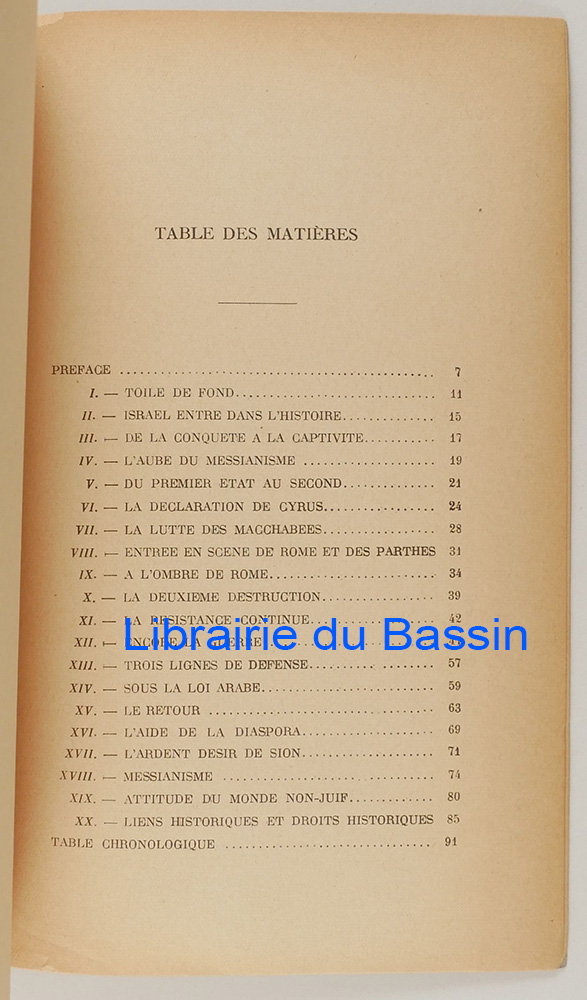 TABLE DES MATIÈRES
PREFACE .......... 7
I. — TOILE DE FOND .......... 11
II. — ISRAEL ENTRE DANS L'HISTOIRE .......... 15
III. — DE LA CONQUETE A LA CAPTIVITE .......... 17
IV. — L'AUBE DU MESSIANISME .......... 19
V. — DU PREMIER ETAT AU SECOND .......... 21
VI. — LA DECLARATION DE CYRUS .......... 24
VII. — LA LUTTE DES MACCHABEES .......... 28
VIII. — ENTREE EN SCENE DE ROME ET DES PARTHES 31
IX. — A L'OMBRE DE ROME .......... 34
X. — LA DEUXIEME DESTRUCTION .......... 39
XI. — LA RESISTANCE CONTINUE .......... 42
XII. — ENCORE LA GUERRE
Librairie du Bassin
XIII. — TROIS LIGNES DE DEFENSE .......... 57
XIV. — SOUS LA LOI ARABE .......... 59
XV. — LE RETOUR .......... 63
XVI. — L'AIDE DE LA DIASPORA .......... 69
XVII. — L'ARDENT DESIR DE SION .......... 71
XVIII. — MESSIANISME .......... 74
XIX. — ATTITUDE DU MONDE NON-JUIF .......... 80
XX. — LIENS HISTORIQUES ET DROITS HISTORIQUES 85
TABLE CHRONOLOGIQUE .......... 91